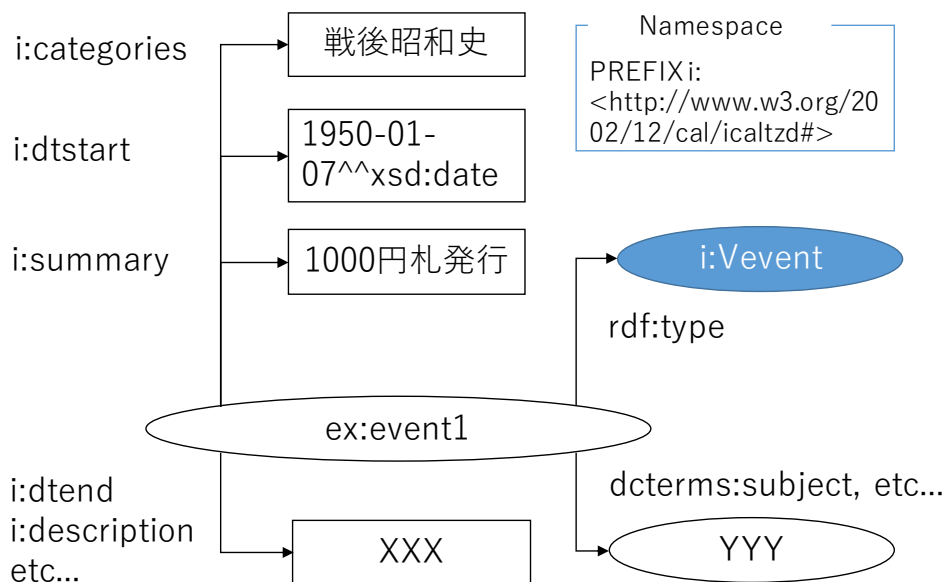 i:categories
戦後昭和史
Namespace
PREFIX i:
<http://www.w3.org/20
02/12/cal/icaltzd#>
i:dtstart
1950-01-
07^^xsd:date
i:summary
1000円札発行
i:Vevent
rdf:type
ex:event1
i:dtend
i:description
etc...
XXX
dcterms:subject, etc...
YYY